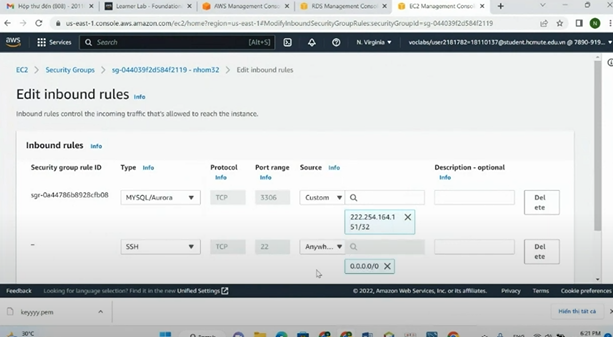 Hộp thư đến (808) - 2011
Learner Lab - Foundation
AWS Management Conso
RDS Management Conso
EC2 Management Conso
us-east-1.console.aws.amazon.com/ec2/home?region=us-east-1#ModifyInboundSecurityGroupRules:securityGroupId=sg-044039f2d584f2119
N
aws
Services
Search
[Alt+S]
N. Virginia
voclabs/user2181782=18110137@student.hcmute.edu.vn @ 7890-919...
EC2 > Security Groups > sg-044039f2d584f2119 - nhom32 > Edit inbound rules
Edit inbound rules Info
Inbound rules control the incoming traffic that's allowed to reach the instance.
Inbound rules Info
Security group rule ID
Type Info
Protocol Info
Port range Info
Source Info
Description - optional Info
sgr-0a44786b8928cfb08
MYSQL/Aurora
TCP
3306
Custom
222.254.164.1
51/32
Del
ete
–
SSH
TCP
22
Anywh...
0.0.0.0/0
Del
ete
Feedback
Looking for language selection? Find it in the new Unified Settings
© 2022, Amazon Web Services, Inc. or its affiliates.
Privacy
Terms
Cookie preferences
keyyyy.pem
Hiển thị tất cả
30°C
6:21 PM